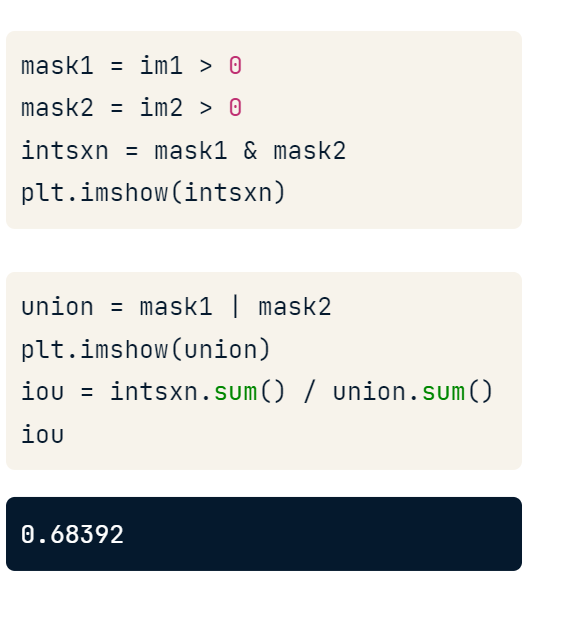 mask1 = im1 > 0
mask2 = im2 > 0
intsxn = mask1 & mask2
plt.imshow(intsxn)
union = mask1 | mask2
plt.imshow(union)
iou = intsxn.sum() / union.sum()
iou
0.68392